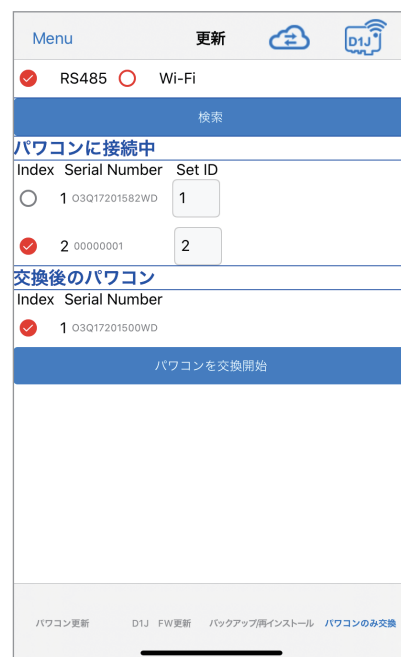 Menu 更新 D1J
RS485 Wi-Fi
検索
パワコンに接続中
Index Serial Number Set ID
1 O3Q17201582WD 1
2 00000001 2
交換後のパワコン
Index Serial Number
1 O3Q17201500WD
パワコンを交換開始
パワコン更新 D1J FW更新 バックアップ/再インストール パワコンのみ交換